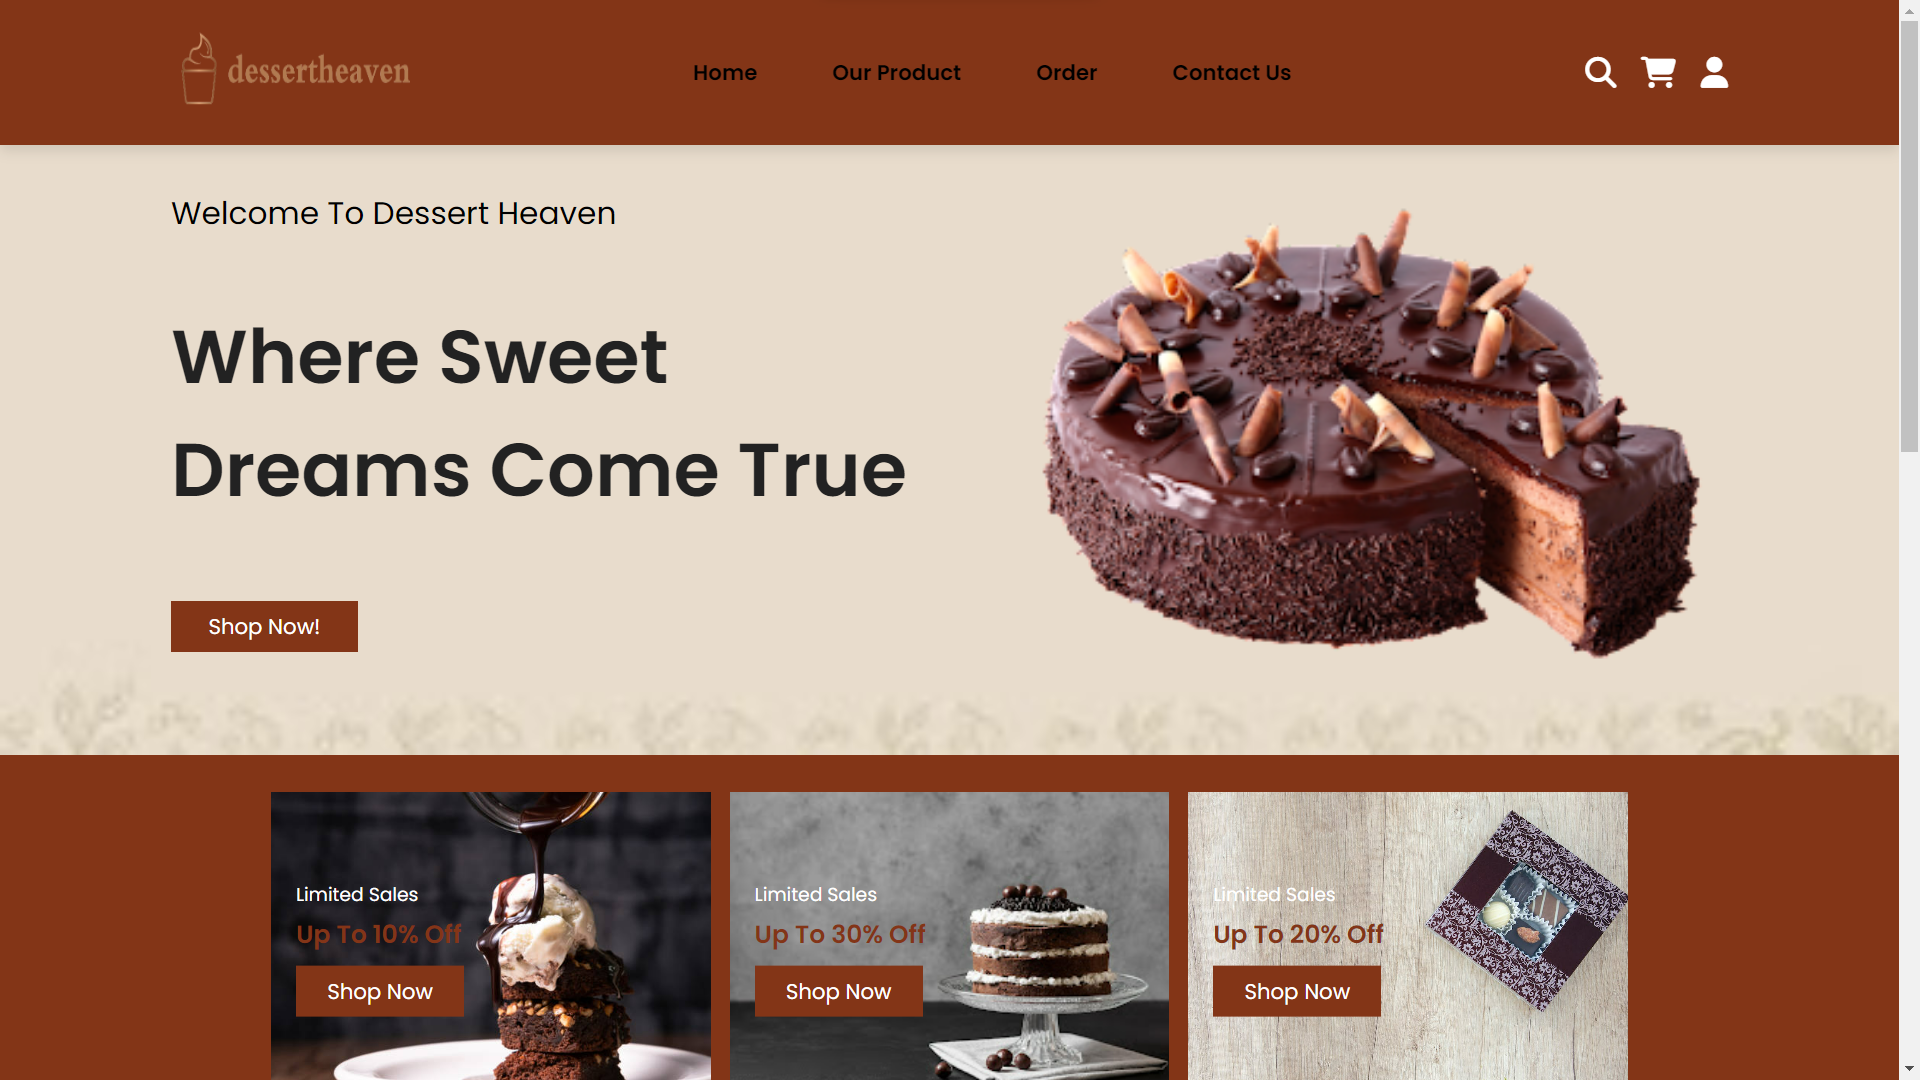 dessertheaven
Home
Our Product
Order
Contact Us
Welcome To Dessert Heaven
Where Sweet
Dreams Come True
Shop Now!
Limited Sales
Up To 10% Off
Shop Now
Limited Sales
Up To 30% Off
Shop Now
Limited Sales
Up To 20% Off
Shop Now